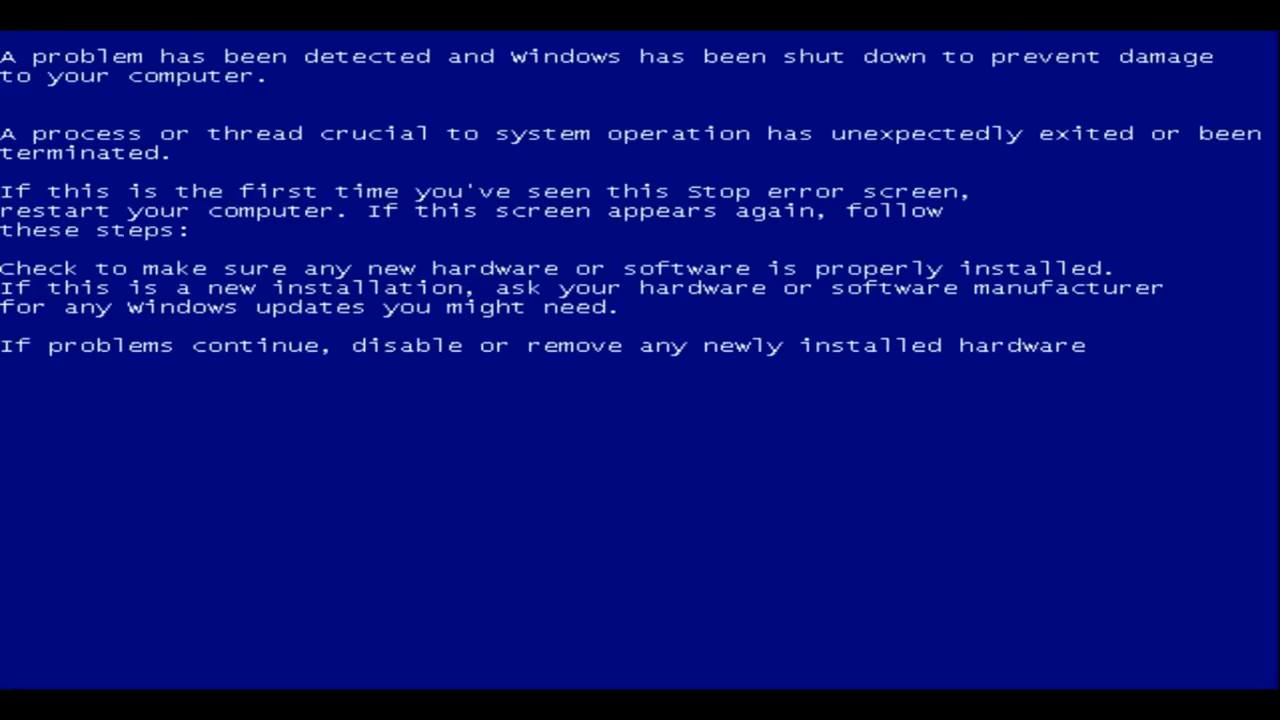 A problem has been detected and Windows has been shut down to prevent damage
to your computer.
A process or thread crucial to system operation has unexpectedly exited or been
terminated.
If this is the first time you've seen this Stop error screen,
restart your computer. If this screen appears again, follow
these steps:
Check to make sure any new hardware or software is properly installed.
If this is a new installation, ask your hardware or software manufacturer
for any Windows updates you might need.
If problems continue, disable or remove any newly installed hardware